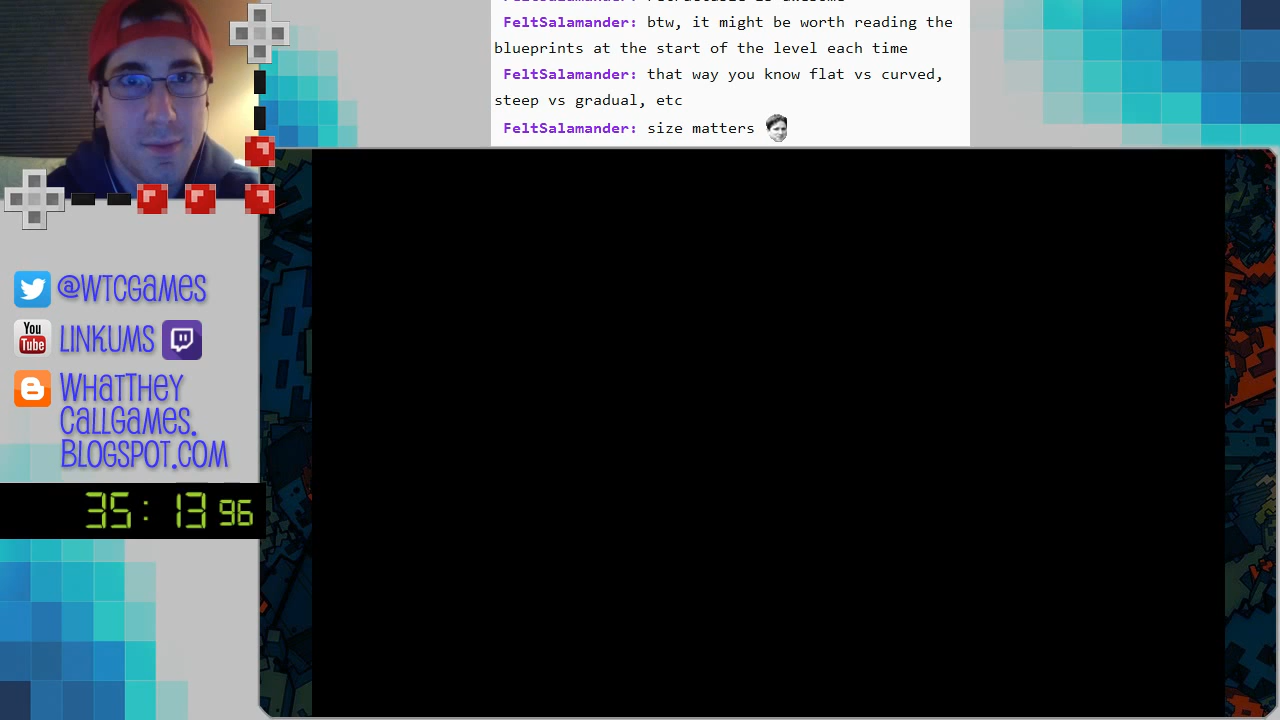 FeltSalamander: btw, it might be worth reading the
blueprints at the start of the level each time
FeltSalamander: that way you know flat vs curved,
steep vs gradual, etc
FeltSalamander: size matters
@WTCGAMES
You
Tube
LINKUMS
WHATTHEY
CALLGAMES.
BLOGSPOT.COM
35:13 96